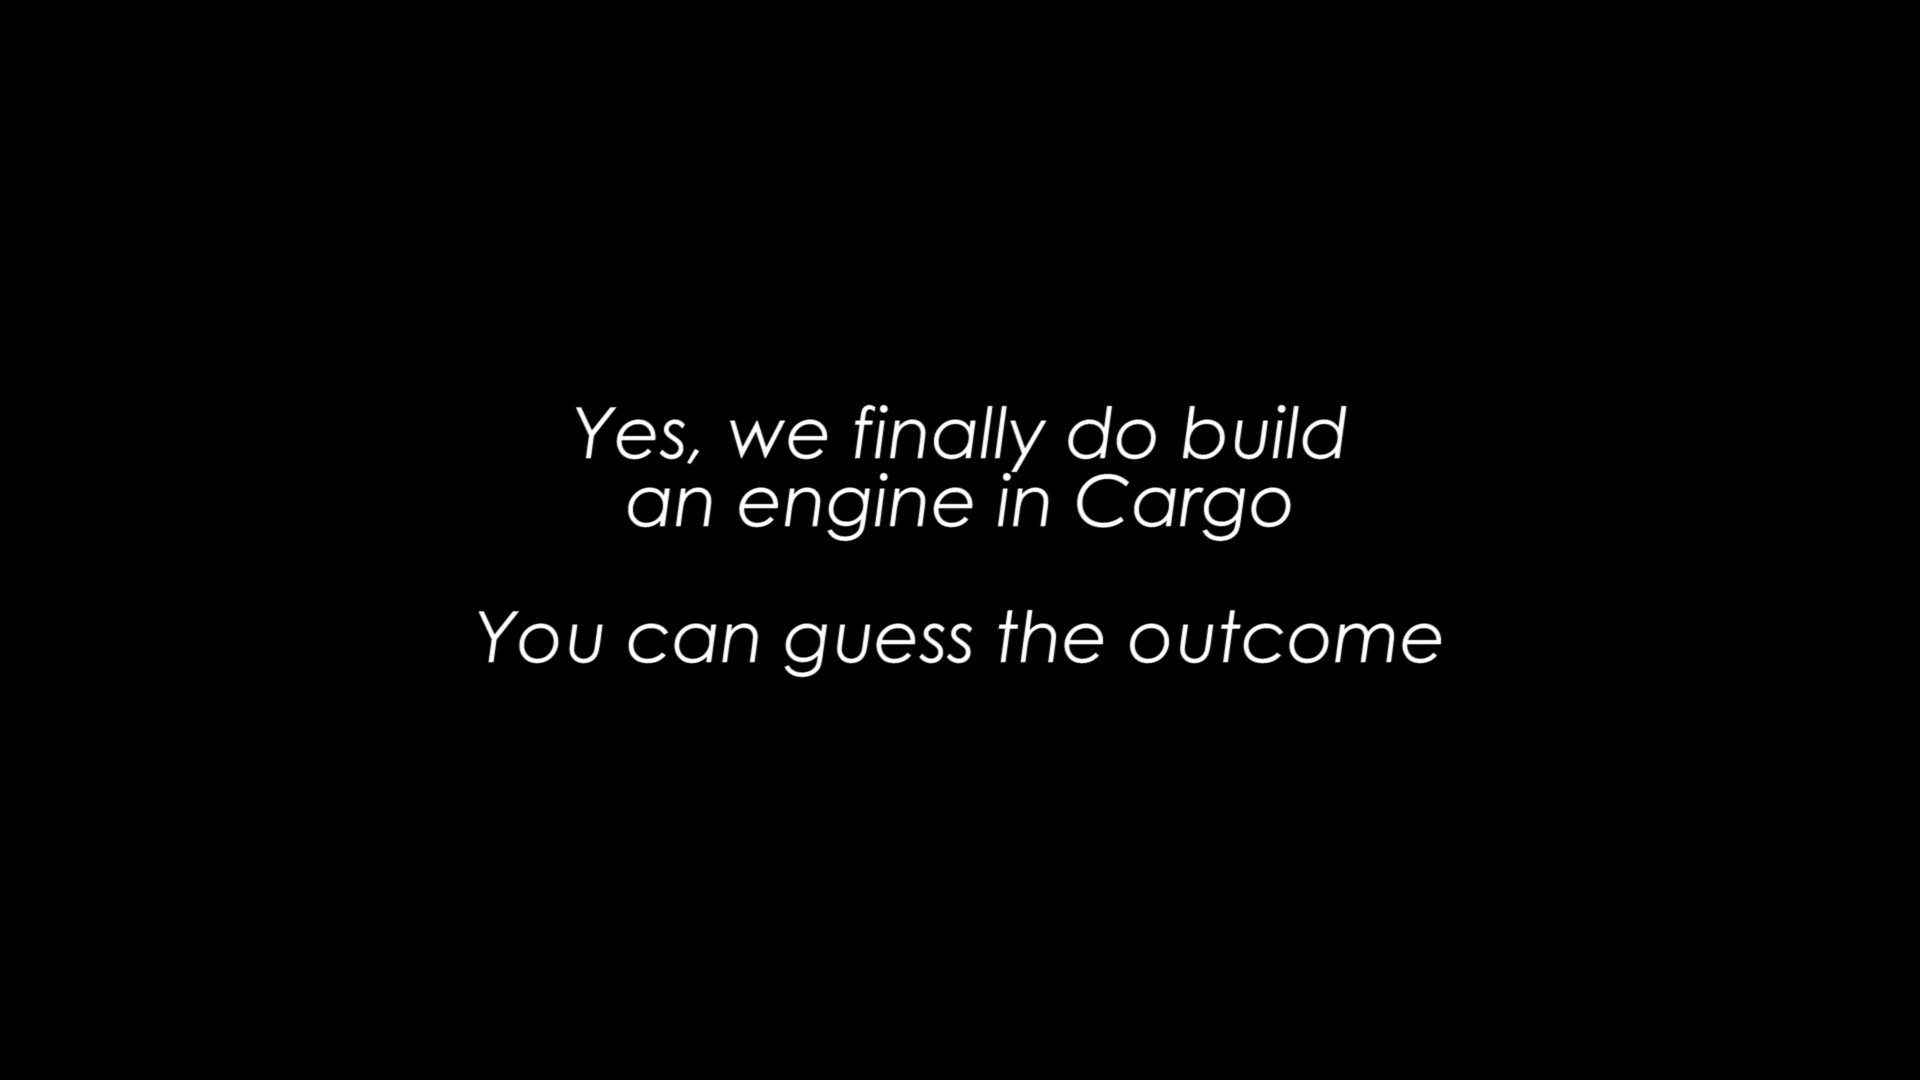 Yes, we finally do build
an engine in Cargo
You can guess the outcome